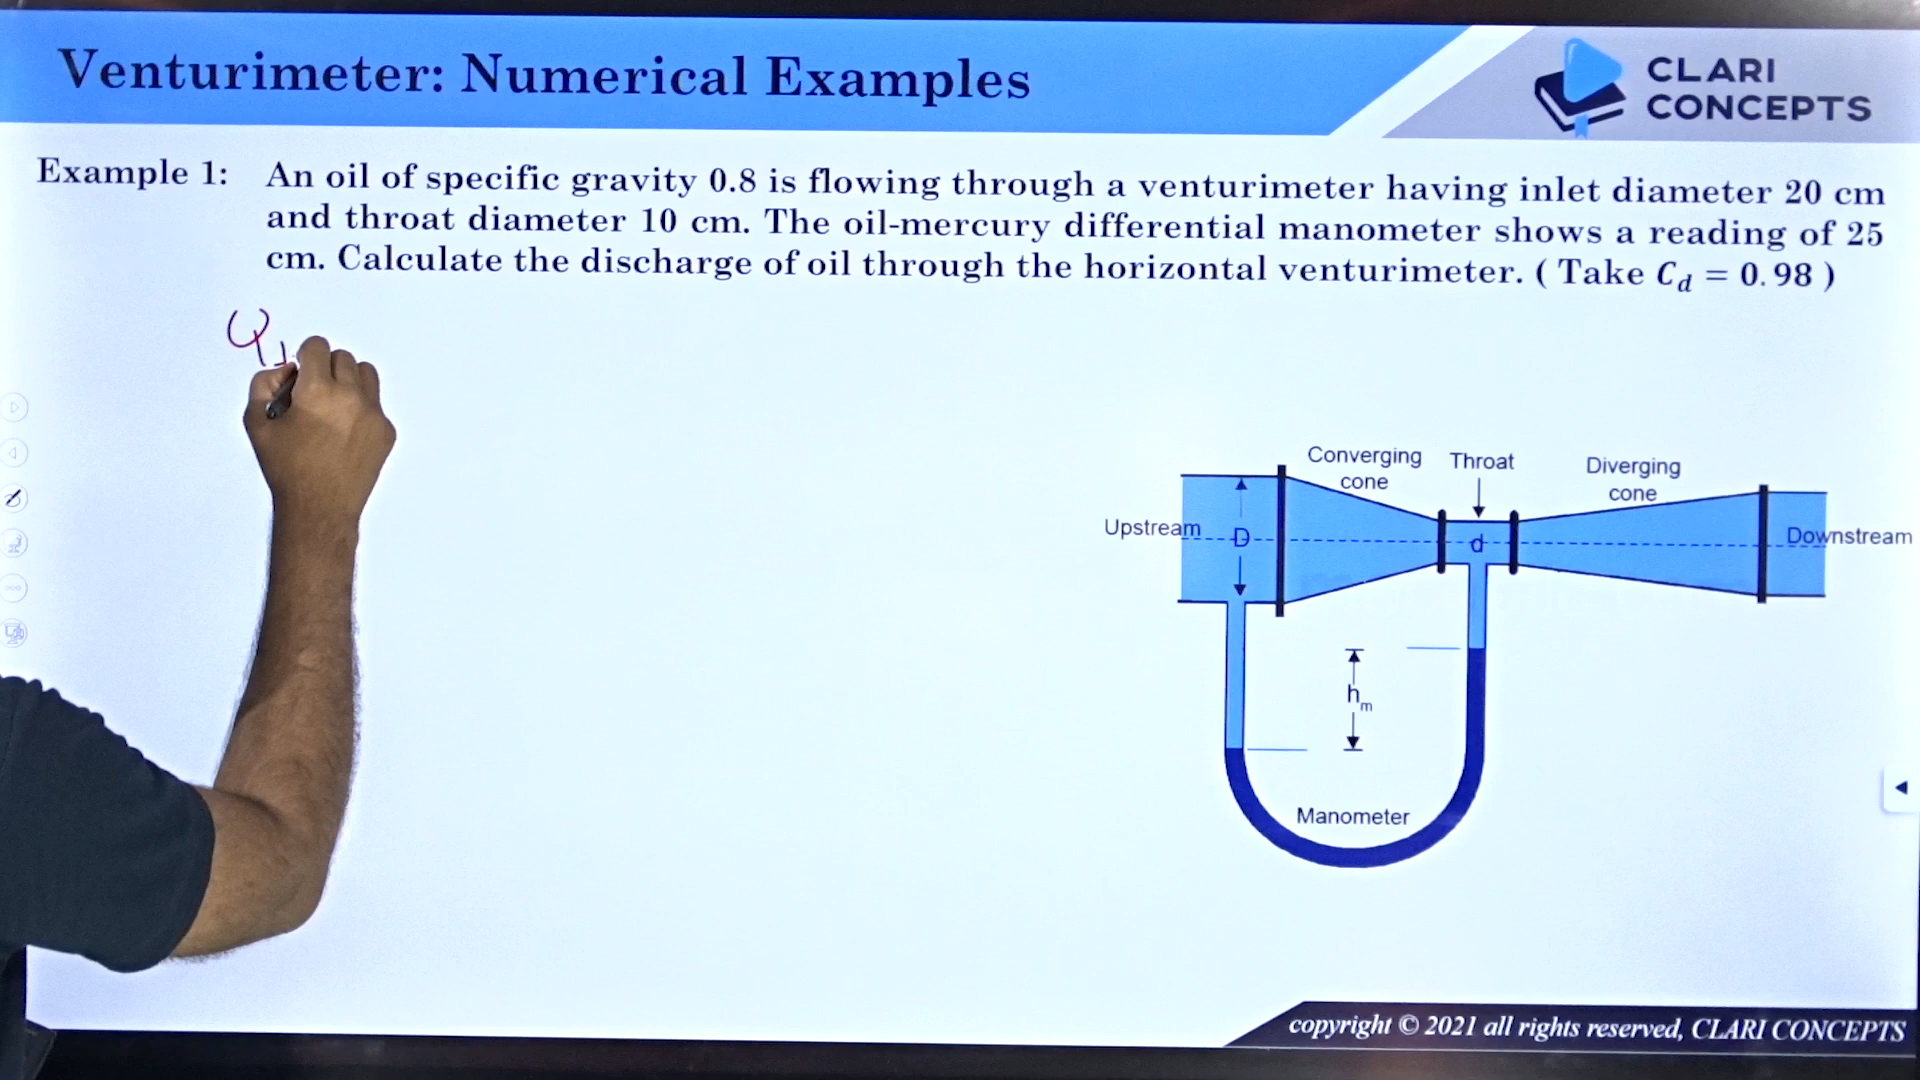 Venturimeter: Numerical Examples
CLARI
CONCEPTS
Example 1: An oil of specific gravity 0.8 is flowing through a venturimeter having inlet diameter 20 cm
and throat diameter 10 cm. The oil-mercury differential manometer shows a reading of 25
cm. Calculate the discharge of oil through the horizontal venturimeter. ( Take Cd = 0.98 )
Converging
cone
Throat
Diverging
cone
Upstream
D
d
Downstream
hm
Manometer
copyright © 2021 all rights reserved, CLARI CONCEPTS